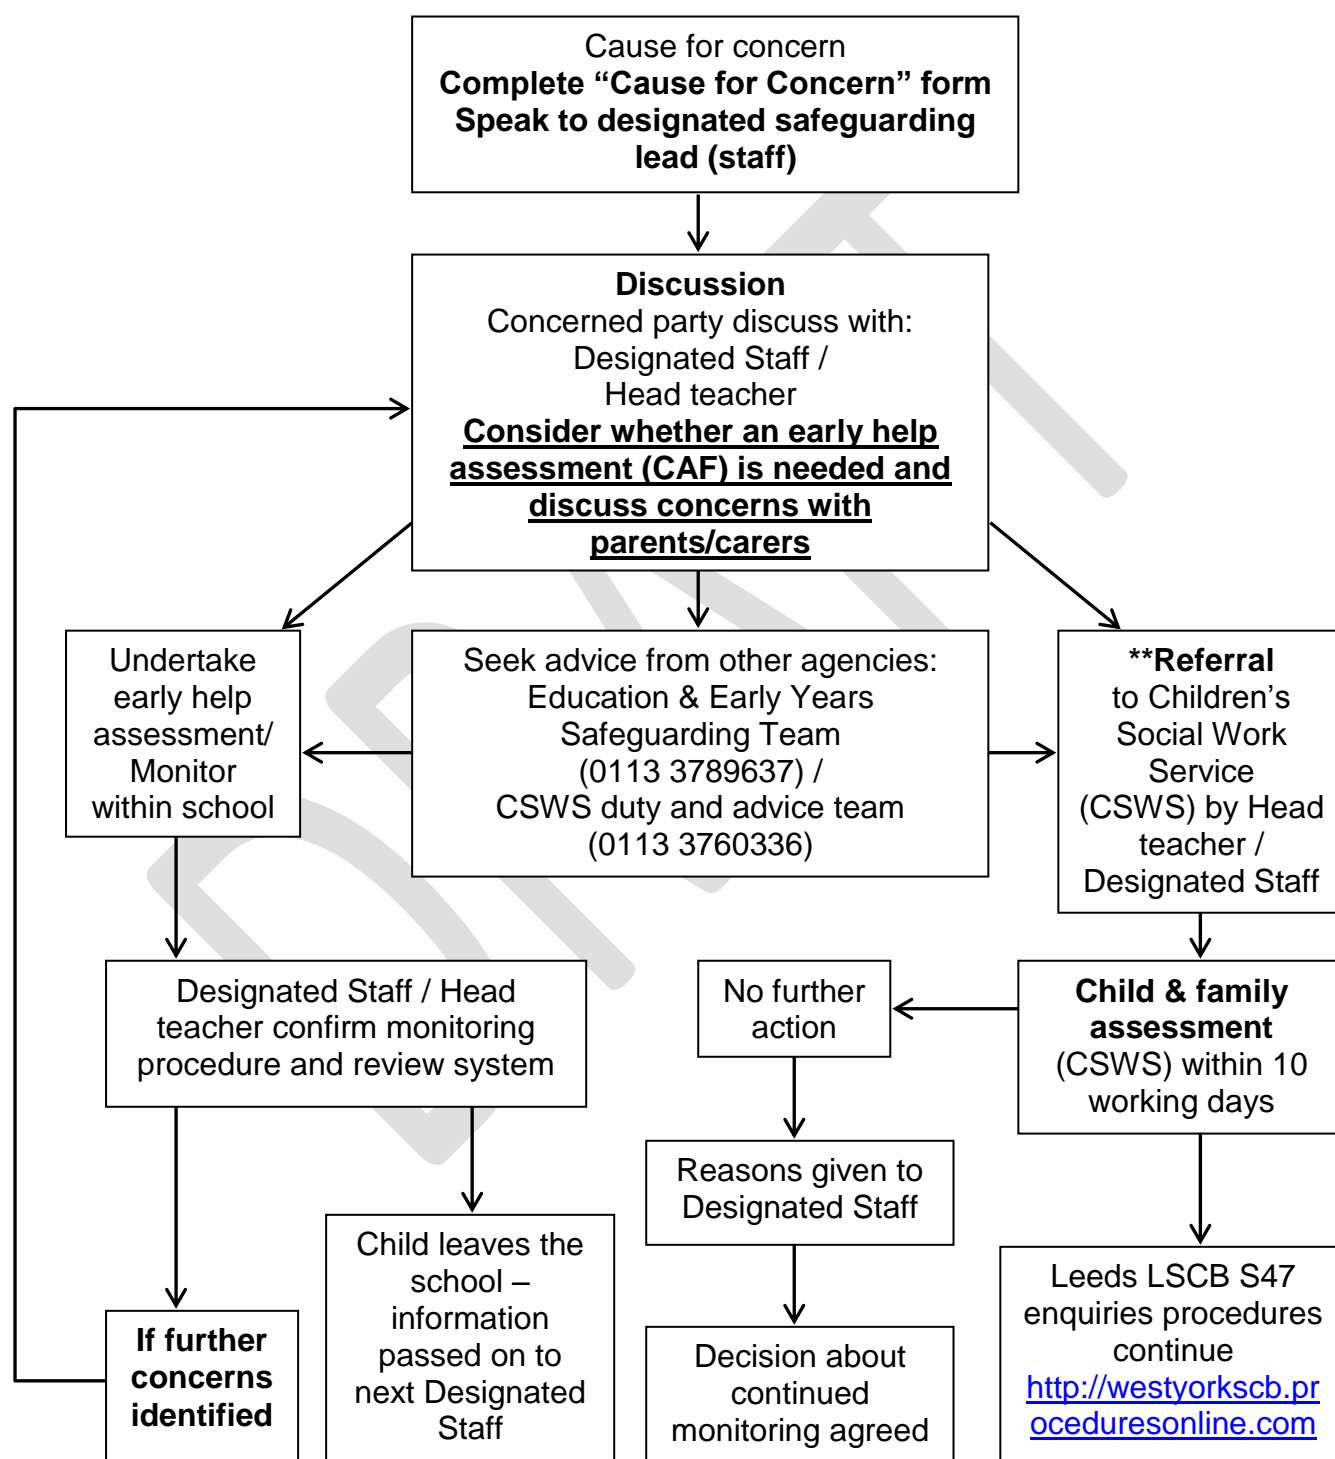 Cause for concern
Complete “Cause for Concern” form
Speak to designated safeguarding
lead (staff)
Discussion
Concerned party discuss with:
Designated Staff /
Head teacher
Consider whether an early help
assessment (CAF) is needed and
discuss concerns with
parents/carers
Undertake
early help
assessment/
Monitor
within school
Seek advice from other agencies:
Education & Early Years
Safeguarding Team
(0113 3789637) /
CSWS duty and advice team
(0113 3760336)
**Referral
to Children’s
Social Work
Service
(CSWS) by Head
teacher /
Designated Staff
Designated Staff / Head
teacher confirm monitoring
procedure and review system
No further
action
Child & family
assessment
(CSWS) within 10
working days
Reasons given to
Designated Staff
If further
concerns
identified
Child leaves the
school –
information
passed on to
next Designated
Staff
Decision about
continued
monitoring agreed
Leeds LSCB S47
enquiries procedures
continue
http://westyorkscb.pr
oceduresonline.com
DRAFT